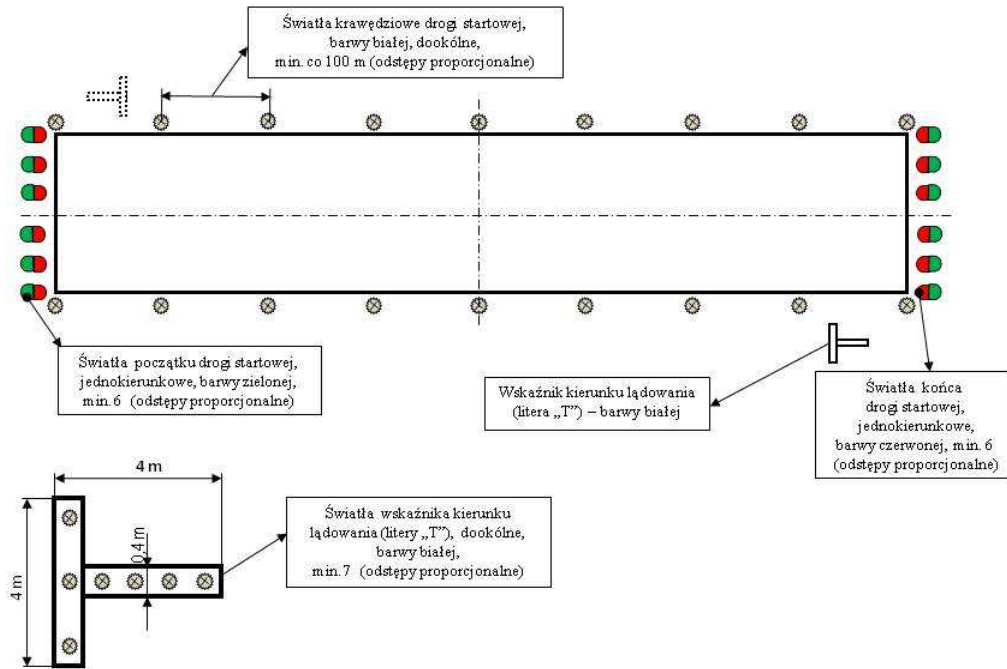 Światła krawędziowe drogi startowej,
barwy białej, dookólne,
min. co 100 m (odstępy proporcjonalne)
Światła początku drogi startowej,
jednokierunkowe, barwy zielonej,
min. 6 (odstępy proporcjonalne)
Wskaźnik kierunku lądowania
(litera „T”) – barwy białej
Światła końca
drogi startowej,
jednokierunkowe,
barwy czerwonej, min. 6
(odstępy proporcjonalne)
4 m
4 m
0,4 m
Światła wskaźnika kierunku
lądowania (litery „T”), dookólne,
barwy białej,
min. 7 (odstępy proporcjonalne)